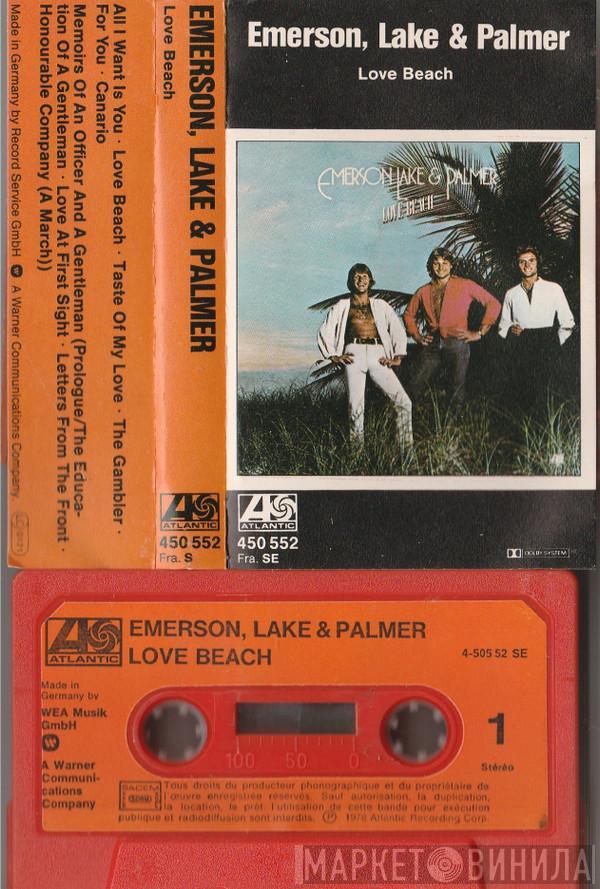 All I Want Is You · Love Beach · Taste Of My Love · The Gambler ·
For You · Canario
Memoirs Of An Officer And A Gentleman (Prologue/The Educa-
tion Of A Gentleman · Love At First Sight · Letters From The Front ·
Honourable Company (A March))
Made in Germany by Record Service GmbH W A Warner Communications Company
EMERSON, LAKE & PALMER
Love Beach
ATLANTIC
450 552
Fra. S
Emerson, Lake & Palmer
Love Beach
EMERSON LAKE & PALMER
LOVE BEACH
ATLANTIC
450 552
Fra. SE
DOLBY SYSTEM
ATLANTIC
EMERSON, LAKE & PALMER
LOVE BEACH
4-505 52 SE
Made in
Germany by
WEA Musik
GmbH
A Warner
Communi-
cations
Company
100 50 0
1
Stéréo
SACEM
Tous droits du producteur phonographique et du propriétaire de
l'œuvre enregistrée réservés. Sauf autorisation, la duplication,
la location, le prêt, l'utilisation de cette bande pour exécution
publique et radiodiffusion sont interdits. Ⓟ 1978 Atlantic Recording Corp.
МАРКЕТ ВИНИЛА